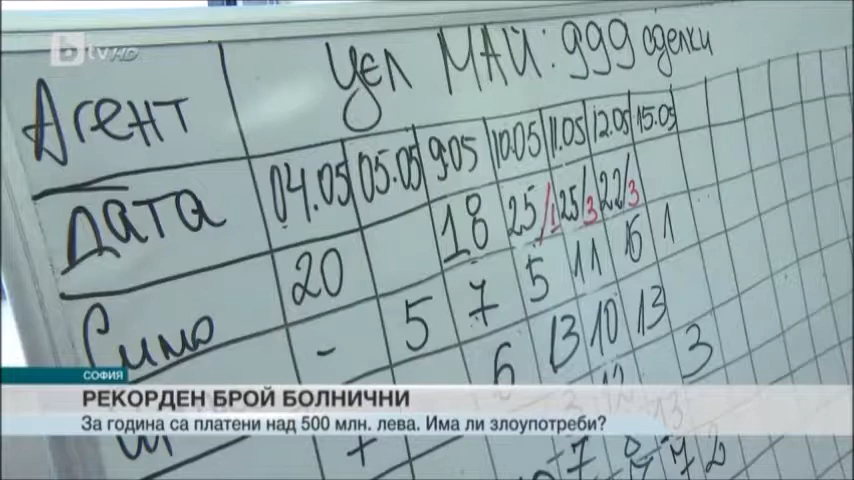 bTV HD
Агент
Цел МАЙ: 999 сделки
Дата 04.05 05.05 9.05 10.05 11.05 12.05 15.05
Симо 20 18 25/1 25/3 22/3
- 5 7 5 11 16 1
6 13 10 13
3
СОФИЯ
РЕКОРДЕН БРОЙ БОЛНИЧНИ
За година са платени над 500 млн. лева. Има ли злоупотреби?